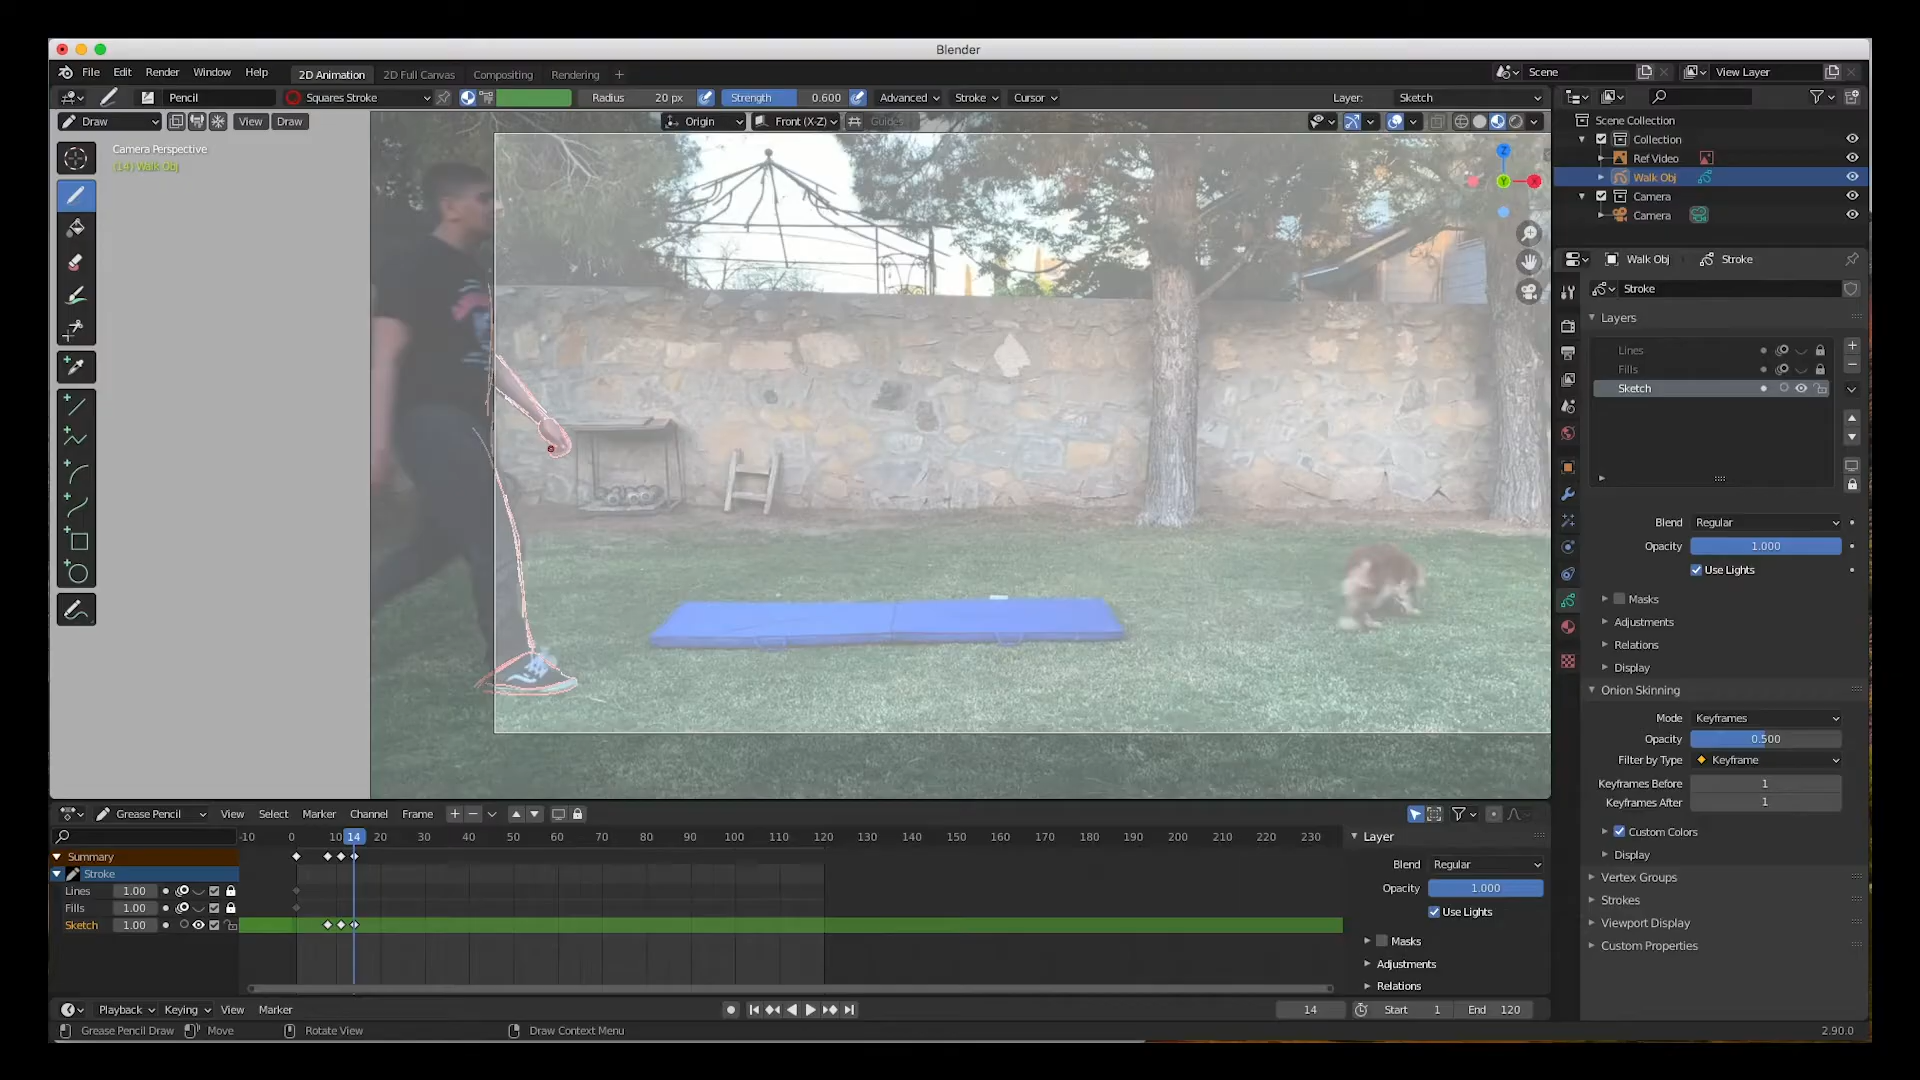 Blender
File Edit Render Window Help 2D Animation 2D Full Canvas Compositing Rendering + Scene View Layer
Pencil Squares Stroke Radius 20 px Strength 0.600 Advanced Stroke Cursor Layer: Sketch
Draw View Draw Origin Front (X-Z) Guides
Camera Perspective
(14) Walk Obj
Z
Y
X
Scene Collection
Collection
Ref Video
Walk Obj
Camera
Camera
Walk Obj Stroke
Stroke
Layers
Lines
Fills
Sketch
Blend Regular
Opacity 1.000
Use Lights
Masks
Adjustments
Relations
Display
Onion Skinning
Mode Keyframes
Opacity 0.500
Filter by Type Keyframe
Keyframes Before 1
Keyframes After 1
Custom Colors
Display
Vertex Groups
Strokes
Viewport Display
Custom Properties
Grease Pencil View Select Marker Channel Frame
-10 0 10 14 20 30 40 50 60 70 80 90 100 110 120 130 140 150 160 170 180 190 200 210 220 230
Summary
Stroke
Lines 1.00
Fills 1.00
Sketch 1.00
Layer
Blend Regular
Opacity 1.000
Use Lights
Masks
Adjustments
Relations
Playback Keying View Marker 14 Start 1 End 120
Grease Pencil Draw Move Rotate View Draw Context Menu 2.90.0